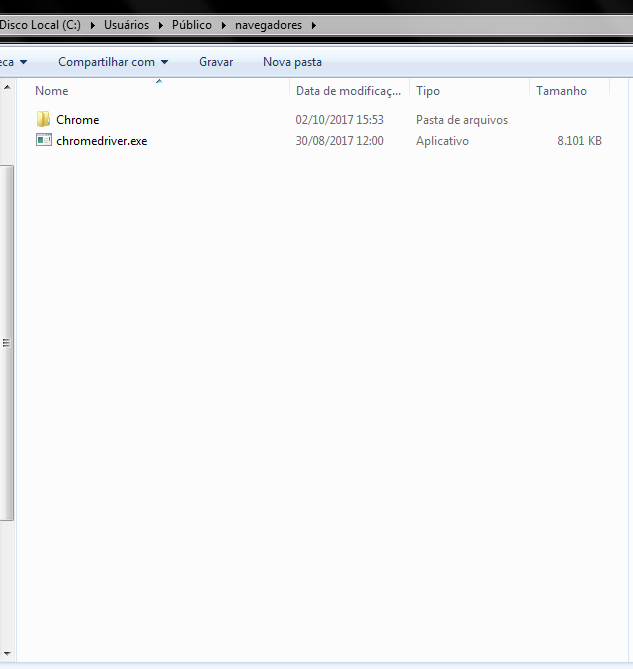 Disco Local (C:) ▸ Usuários ▸ Público ▸ navegadores ▸
eca Compartilhar com Gravar Nova pasta
Nome Data de modificaç... Tipo Tamanho
Chrome 02/10/2017 15:53 Pasta de arquivos
chromedriver.exe 30/08/2017 12:00 Aplicativo 8.101 KB